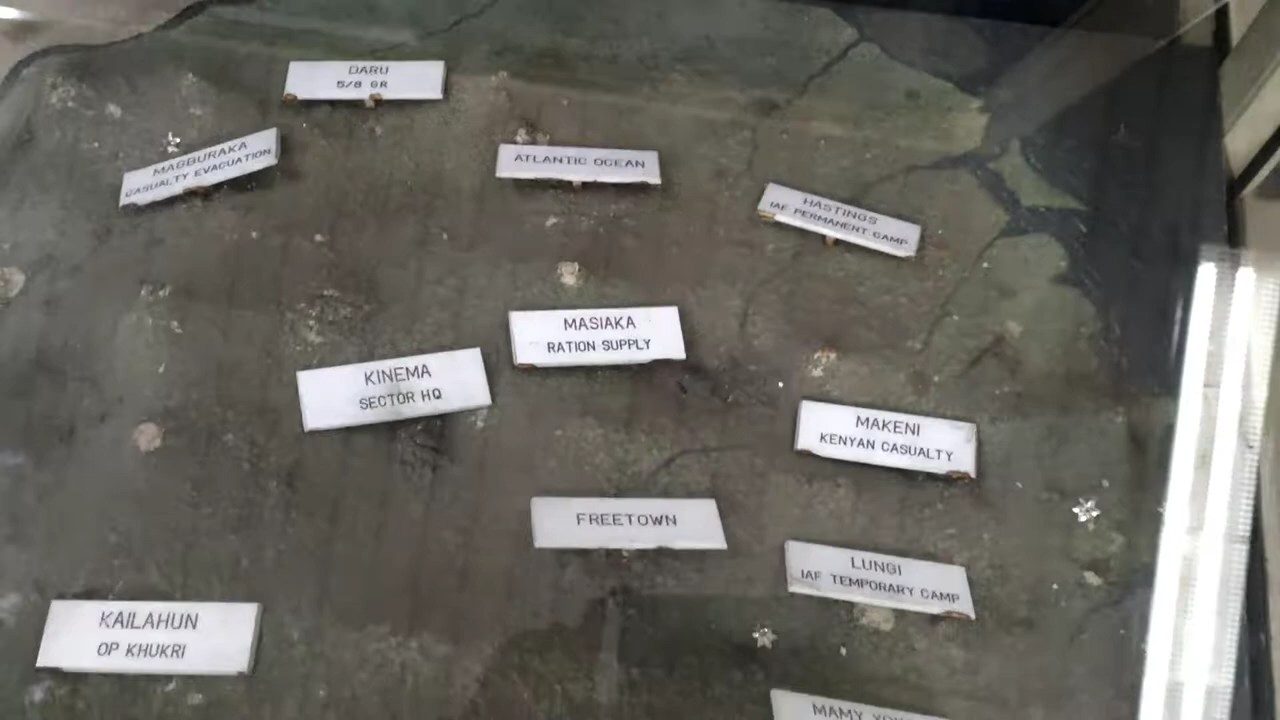 DARU
5/8 GR
MAGBURAKA
CASUALTY EVACUATION
ATLANTIC OCEAN
HASTINGS
IAF PERMANENT CAMP
MASIAKA
RATION SUPPLY
KINEMA
SECTOR HQ
MAKENI
KENYAN CASUALTY
FREETOWN
LUNGI
IAF TEMPORARY CAMP
KAILAHUN
OP KHUKRI
MAMY